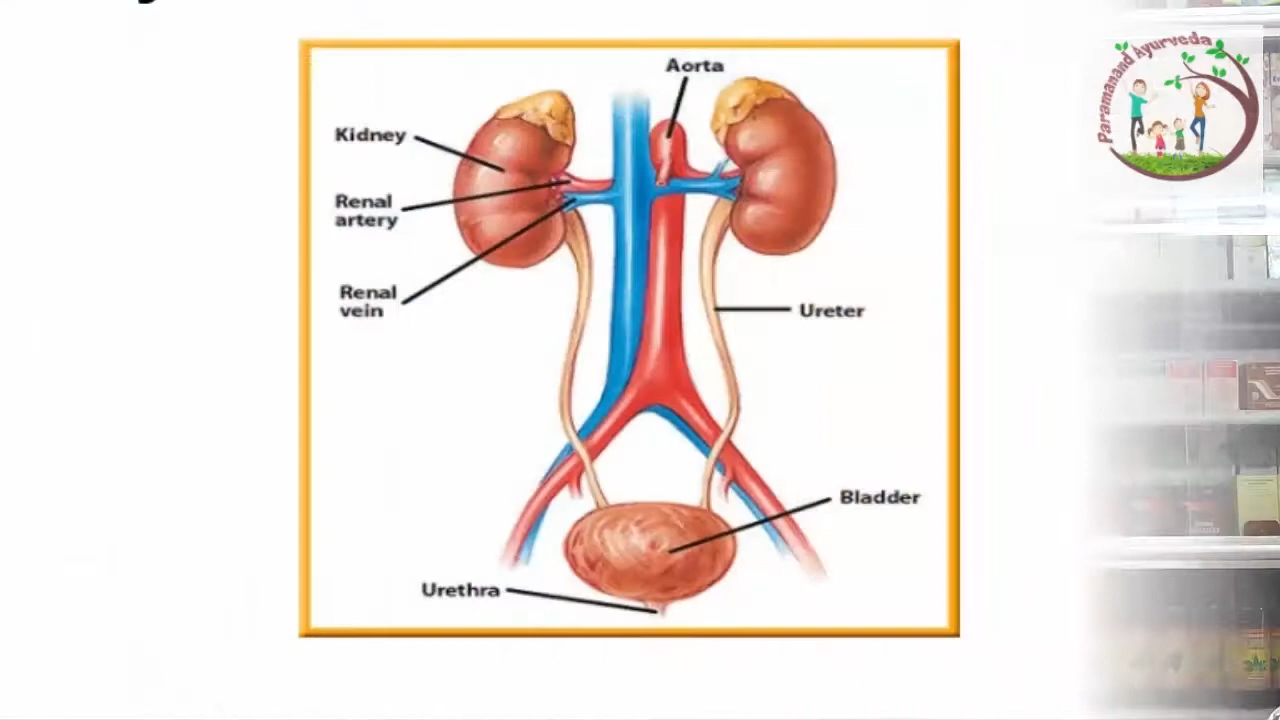 Aorta
Kidney
Renal
artery
Renal
vein
Ureter
Bladder
Urethra
Paramanand Ayurveda